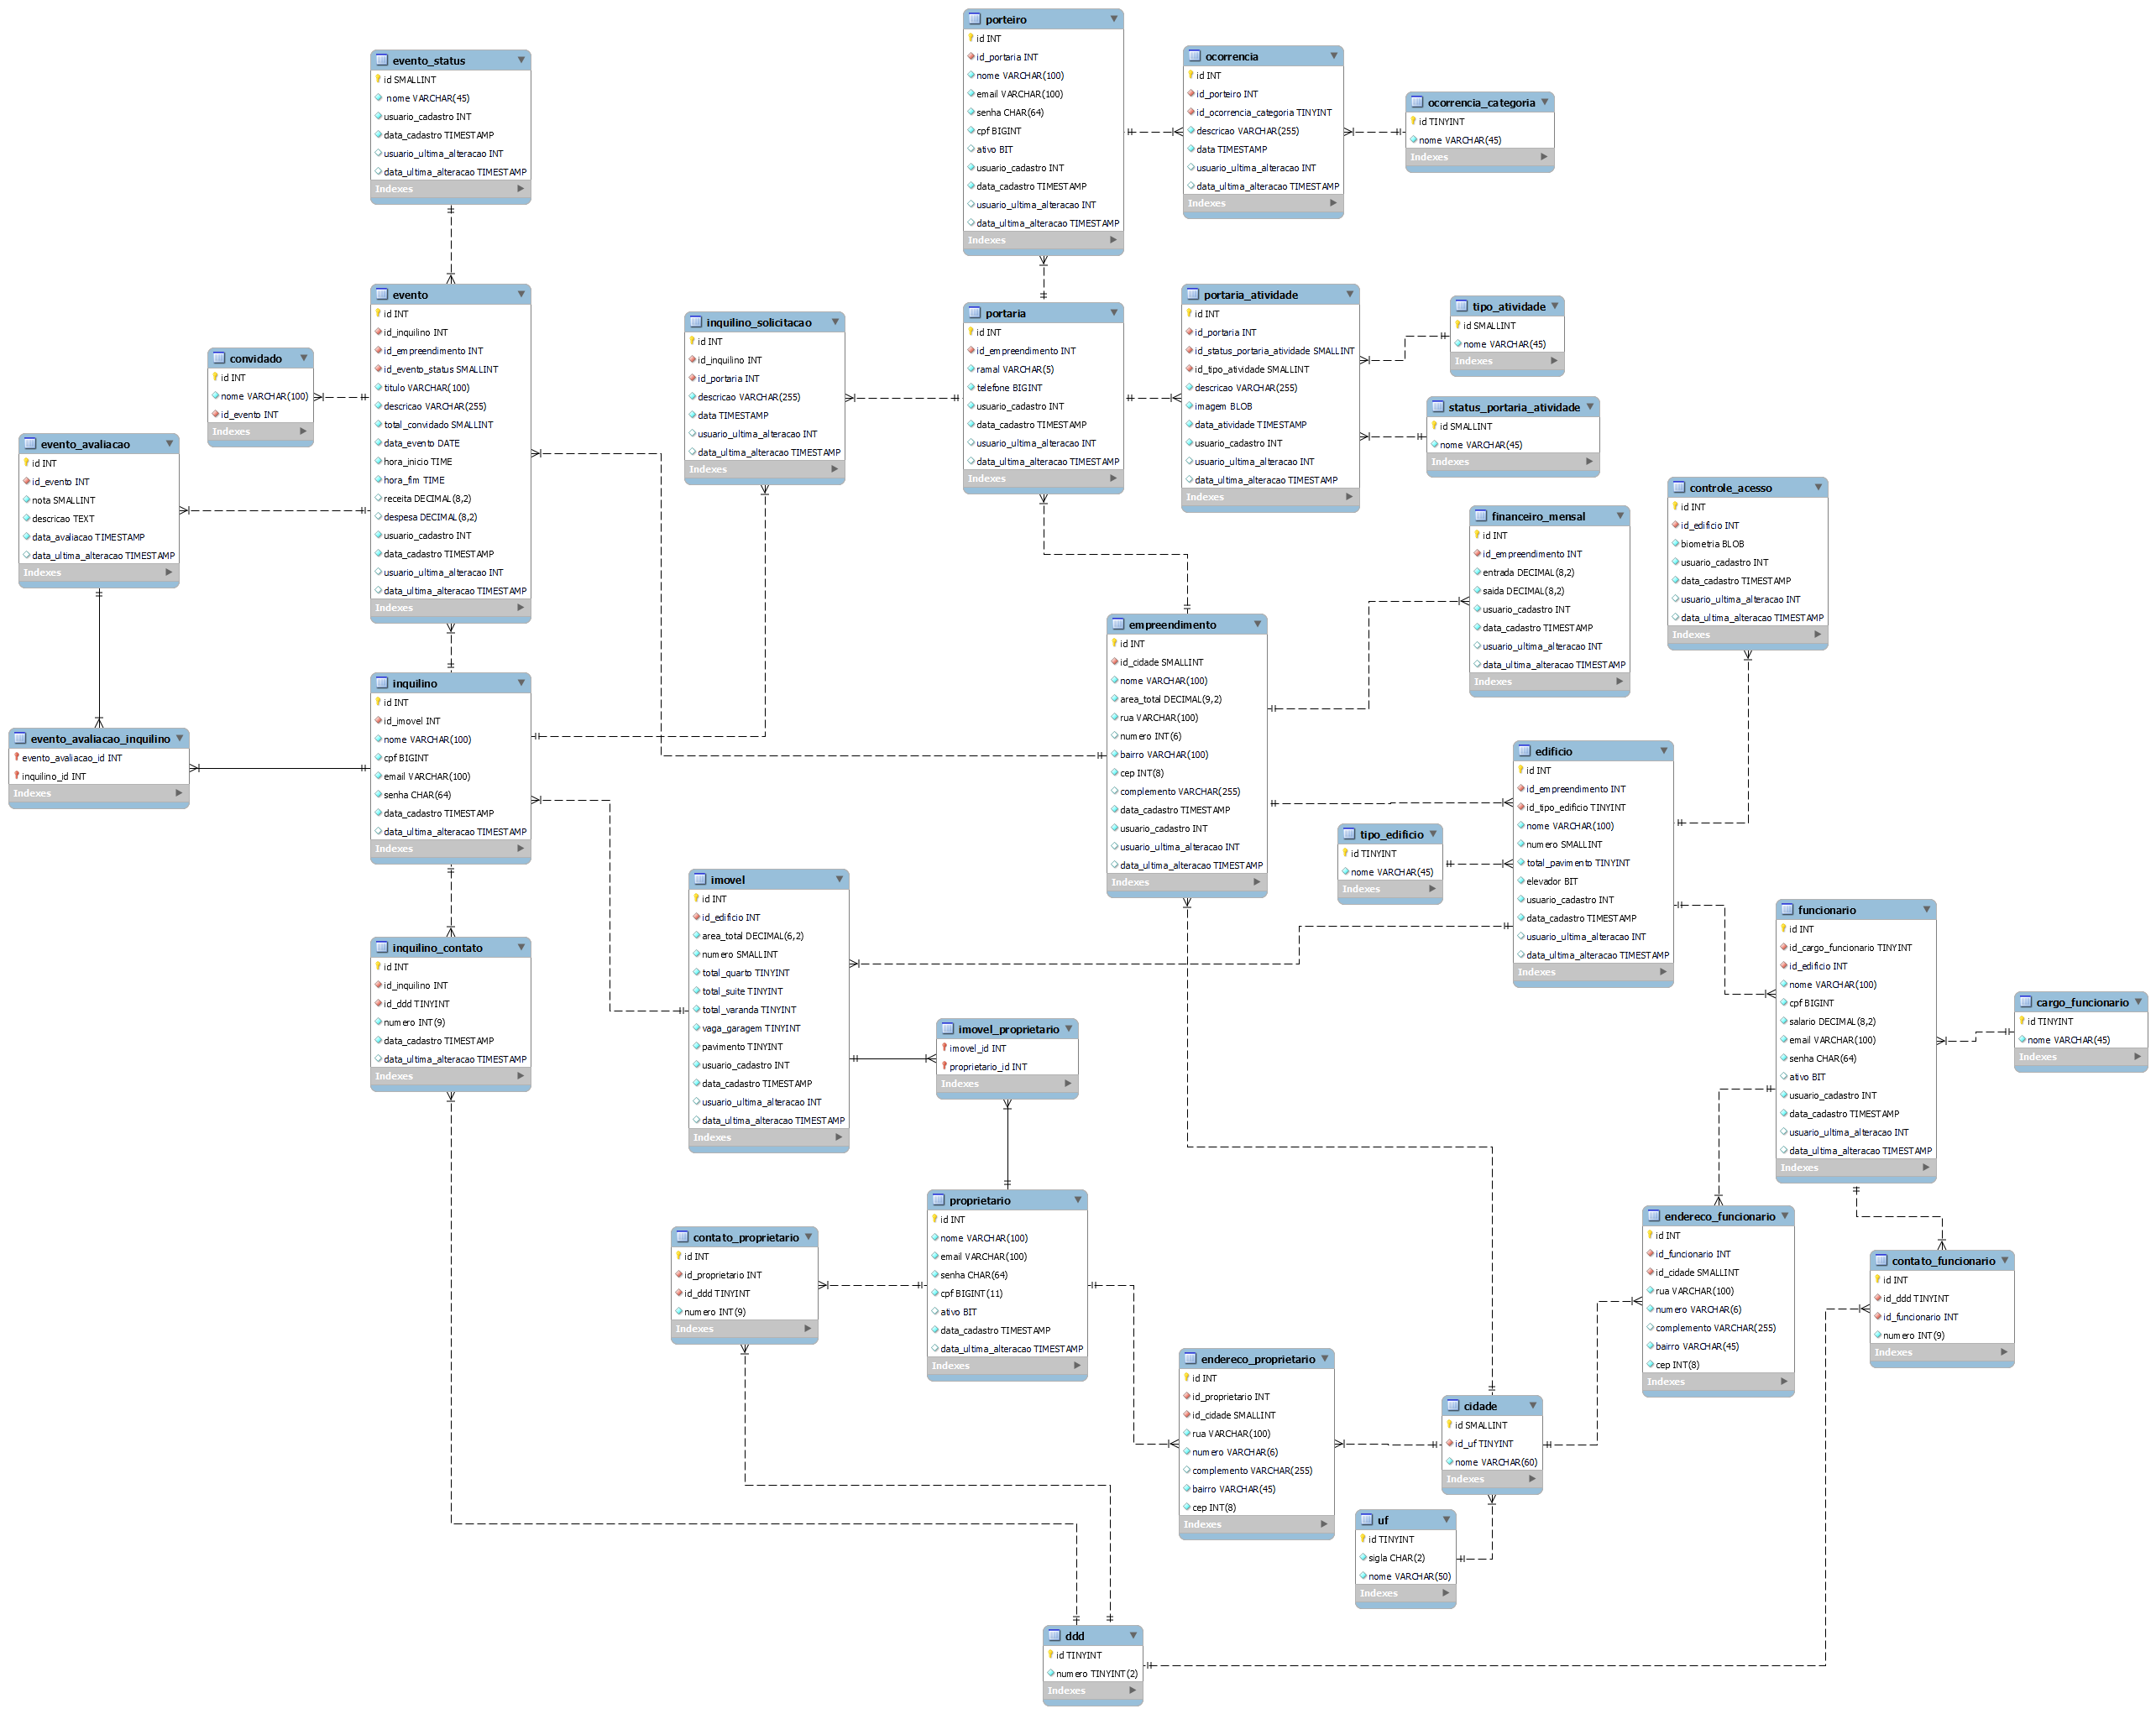 porteiro
id INT
id_portaria INT
nome VARCHAR(100)
email VARCHAR(100)
senha CHAR(64)
cpf BIGINT
ativo BIT
usuario_cadastro INT
data_cadastro TIMESTAMP
usuario_ultima_alteracao INT
data_ultima_alteracao TIMESTAMP
Indexes
ocorrencia
id INT
id_porteiro INT
id_ocorrencia_categoria TINYINT
descricao VARCHAR(255)
data TIMESTAMP
usuario_ultima_alteracao INT
data_ultima_alteracao TIMESTAMP
Indexes
ocorrencia_categoria
id TINYINT
nome VARCHAR(45)
Indexes
evento_status
id SMALLINT
nome VARCHAR(45)
usuario_cadastro INT
data_cadastro TIMESTAMP
usuario_ultima_alteracao INT
data_ultima_alteracao TIMESTAMP
Indexes
evento
id INT
id_inquilino INT
id_empreendimento INT
id_evento_status SMALLINT
titulo VARCHAR(100)
descricao VARCHAR(255)
total_convidado SMALLINT
data_evento DATE
hora_inicio TIME
hora_fim TIME
receita DECIMAL(8,2)
despesa DECIMAL(8,2)
usuario_cadastro INT
data_cadastro TIMESTAMP
usuario_ultima_alteracao INT
data_ultima_alteracao TIMESTAMP
Indexes
convidado
id INT
nome VARCHAR(100)
id_evento INT
Indexes
evento_avaliacao
id INT
id_evento INT
nota SMALLINT
descricao TEXT
data_avaliacao TIMESTAMP
data_ultima_alteracao TIMESTAMP
Indexes
inquilino_solicitacao
id INT
id_inquilino INT
id_portaria INT
descricao VARCHAR(255)
data TIMESTAMP
usuario_ultima_alteracao INT
data_ultima_alteracao TIMESTAMP
Indexes
portaria
id INT
id_empreendimento INT
ramal VARCHAR(5)
telefone BIGINT
usuario_cadastro INT
data_cadastro TIMESTAMP
usuario_ultima_alteracao INT
data_ultima_alteracao TIMESTAMP
Indexes
portaria_atividade
id INT
id_portaria INT
id_status_portaria_atividade SMALLINT
id_tipo_atividade SMALLINT
descricao VARCHAR(255)
imagem BLOB
data_atividade TIMESTAMP
usuario_cadastro INT
usuario_ultima_alteracao INT
data_ultima_alteracao TIMESTAMP
Indexes
tipo_atividade
id SMALLINT
nome VARCHAR(45)
Indexes
status_portaria_atividade
id SMALLINT
nome VARCHAR(45)
Indexes
controle_acesso
id INT
id_edificio INT
biometria BLOB
usuario_cadastro INT
data_cadastro TIMESTAMP
usuario_ultima_alteracao INT
data_ultima_alteracao TIMESTAMP
Indexes
financeiro_mensal
id INT
id_empreendimento INT
entrada DECIMAL(8,2)
saida DECIMAL(8,2)
usuario_cadastro INT
data_cadastro TIMESTAMP
usuario_ultima_alteracao INT
data_ultima_alteracao TIMESTAMP
Indexes
empreendimento
id INT
id_cidade SMALLINT
nome VARCHAR(100)
area_total DECIMAL(9,2)
rua VARCHAR(100)
numero INT(6)
bairro VARCHAR(100)
cep INT(8)
complemento VARCHAR(255)
data_cadastro TIMESTAMP
usuario_cadastro INT
usuario_ultima_alteracao INT
data_ultima_alteracao TIMESTAMP
Indexes
inquilino
id INT
id_imovel INT
nome VARCHAR(100)
cpf BIGINT
email VARCHAR(100)
senha CHAR(64)
data_cadastro TIMESTAMP
data_ultima_alteracao TIMESTAMP
Indexes
evento_avaliacao_inquilino
evento_avaliacao_id INT
inquilino_id INT
Indexes
edificio
id INT
id_empreendimento INT
id_tipo_edificio TINYINT
nome VARCHAR(100)
numero SMALLINT
total_pavimento TINYINT
elevador BIT
usuario_cadastro INT
data_cadastro TIMESTAMP
usuario_ultima_alteracao INT
data_ultima_alteracao TIMESTAMP
Indexes
tipo_edificio
id TINYINT
nome VARCHAR(45)
Indexes
imovel
id INT
id_edificio INT
area_total DECIMAL(6,2)
numero SMALLINT
total_quarto TINYINT
total_suite TINYINT
total_varanda TINYINT
vaga_garagem TINYINT
pavimento TINYINT
usuario_cadastro INT
data_cadastro TIMESTAMP
usuario_ultima_alteracao INT
data_ultima_alteracao TIMESTAMP
Indexes
inquilino_contato
id INT
id_inquilino INT
id_ddd TINYINT
numero INT(9)
data_cadastro TIMESTAMP
data_ultima_alteracao TIMESTAMP
Indexes
imovel_proprietario
imovel_id INT
proprietario_id INT
Indexes
funcionario
id INT
id_cargo_funcionario TINYINT
id_edificio INT
nome VARCHAR(100)
cpf BIGINT
salario DECIMAL(8,2)
email VARCHAR(100)
senha CHAR(64)
ativo BIT
usuario_cadastro INT
data_cadastro TIMESTAMP
usuario_ultima_alteracao INT
data_ultima_alteracao TIMESTAMP
Indexes
cargo_funcionario
id TINYINT
nome VARCHAR(45)
Indexes
proprietario
id INT
nome VARCHAR(100)
email VARCHAR(100)
senha CHAR(64)
cpf BIGINT(11)
ativo BIT
data_cadastro TIMESTAMP
data_ultima_alteracao TIMESTAMP
Indexes
contato_proprietario
id INT
id_proprietario INT
id_ddd TINYINT
numero INT(9)
Indexes
endereco_funcionario
id INT
id_funcionario INT
id_cidade SMALLINT
rua VARCHAR(100)
numero VARCHAR(6)
complemento VARCHAR(255)
bairro VARCHAR(45)
cep INT(8)
Indexes
contato_funcionario
id INT
id_ddd TINYINT
id_funcionario INT
numero INT(9)
Indexes
endereco_proprietario
id INT
id_proprietario INT
id_cidade SMALLINT
rua VARCHAR(100)
numero VARCHAR(6)
complemento VARCHAR(255)
bairro VARCHAR(45)
cep INT(8)
Indexes
cidade
id SMALLINT
id_uf TINYINT
nome VARCHAR(60)
Indexes
uf
id TINYINT
sigla CHAR(2)
nome VARCHAR(50)
Indexes
ddd
id TINYINT
numero TINYINT(2)
Indexes